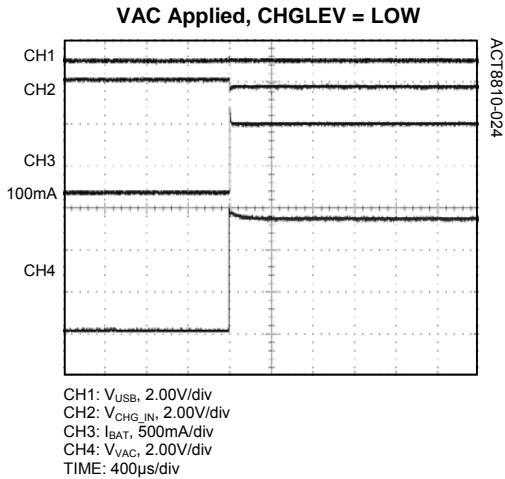 VAC Applied, CHGLEV = LOW
CH1
CH2
CH3
100mA
CH4
ACT8810-024
CH1: VUSB, 2.00V/div
CH2: VCHG_IN, 2.00V/div
CH3: IBAT, 500mA/div
CH4: VVAC, 2.00V/div
TIME: 400µs/div